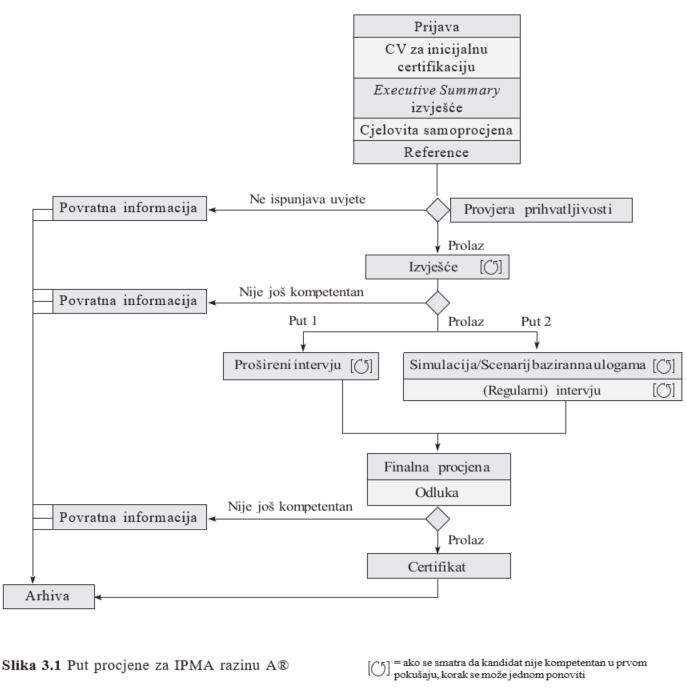 Prijava
CV za inicijalnu
certifikaciju
Executive Summary
izvješće
Cjelovita samoprocjena
Reference
Povratna informacija
Ne ispunjava uvjete
Provjera prihvatljivosti
Prolaz
Izvješće [↺]
Povratna informacija
Nije još kompetentan
Put 1
Prolaz
Put 2
Prošireni intervju [↺]
Simulacija/Scenarij baziran na ulogama [↺]
(Regularni) intervju [↺]
Finalna procjena
Odluka
Povratna informacija
Nije još kompetentan
Prolaz
Certifikat
Arhiva
Slika 3.1 Put procjene za IPMA razinu A®
[↺] = ako se smatra da kandidat nije kompetentan u prvom
pokušaju, korak se može jednom ponoviti